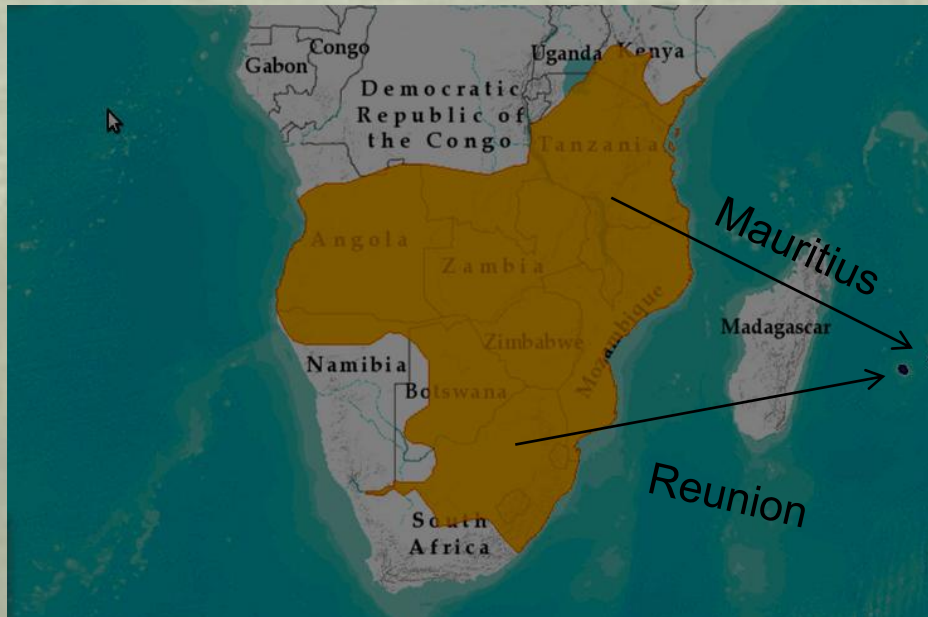 Congo
Gabon
Uganda
Kenya
Democratic
Republic of
the Congo
Tanzania
Mauritius
Angola
Zambia
Mozambique
Madagascar
Zimbabwe
Namibia
Botswana
Reunion
South
Africa